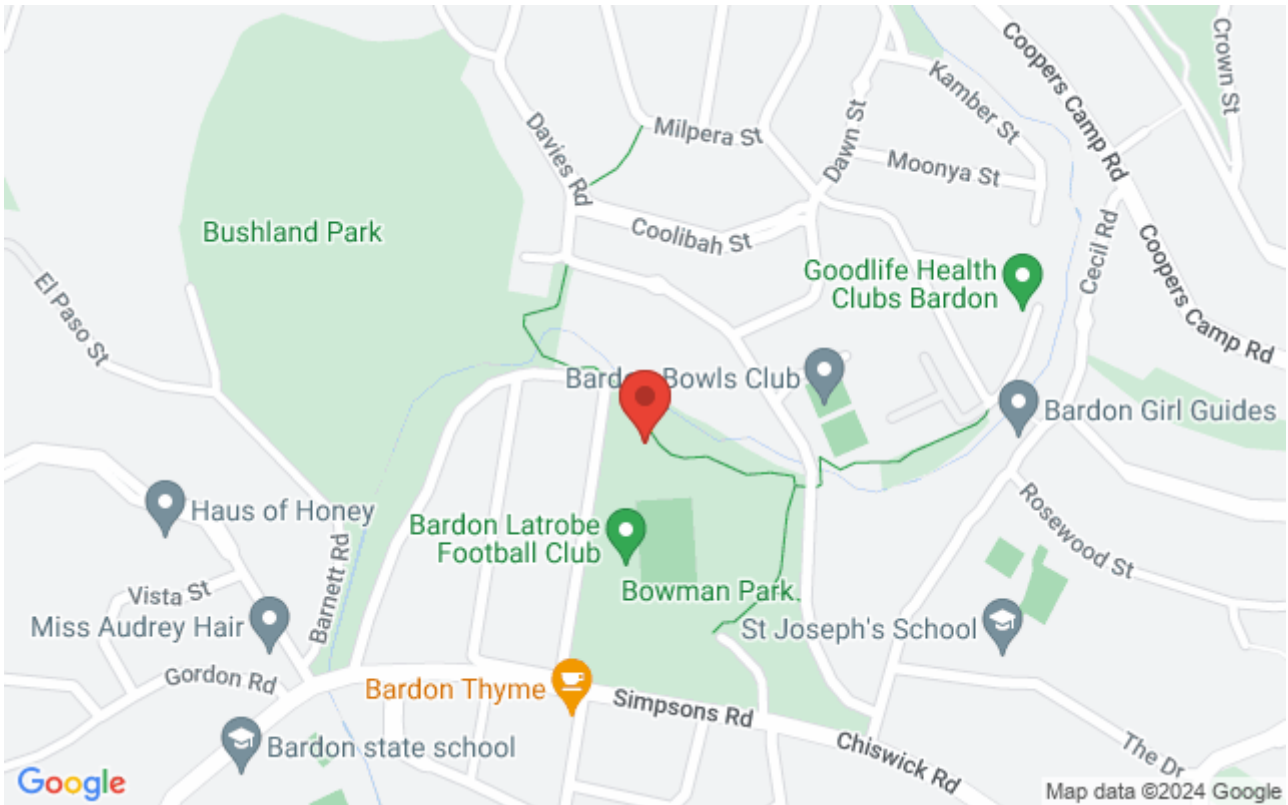 Crown St
Coopers Camp Rd
Kamber St
Davies Rd
Milpera St
Dawn St
Moonya St
Bushland Park
Coolibah St
Cecil Rd
Coopers Camp Rd
Goodlife Health
Clubs Bardon
El Paso St
Bardon Bowls Club
Bardon Girl Guides
Haus of Honey
Bardon Latrobe
Football Club
Rosewood St
Barnett Rd
Vista St
Bowman Park
Miss Audrey Hair
St Joseph's School
Gordon Rd
Bardon Thyme
Simpsons Rd
Bardon state school
Chiswick Rd
The Dr
Google
Map data ©2024 Google